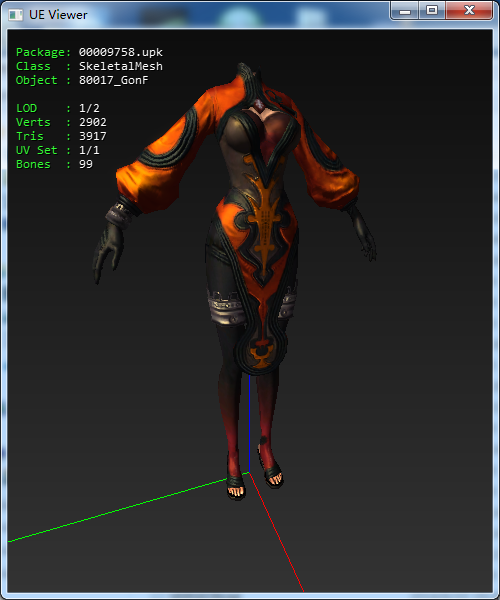 UE Viewer
Package: 00009758.upk
Class : SkeletalMesh
Object : 80017_GonF
LOD : 1/2
Verts : 2902
Tris : 3917
UV Set : 1/1
Bones : 99